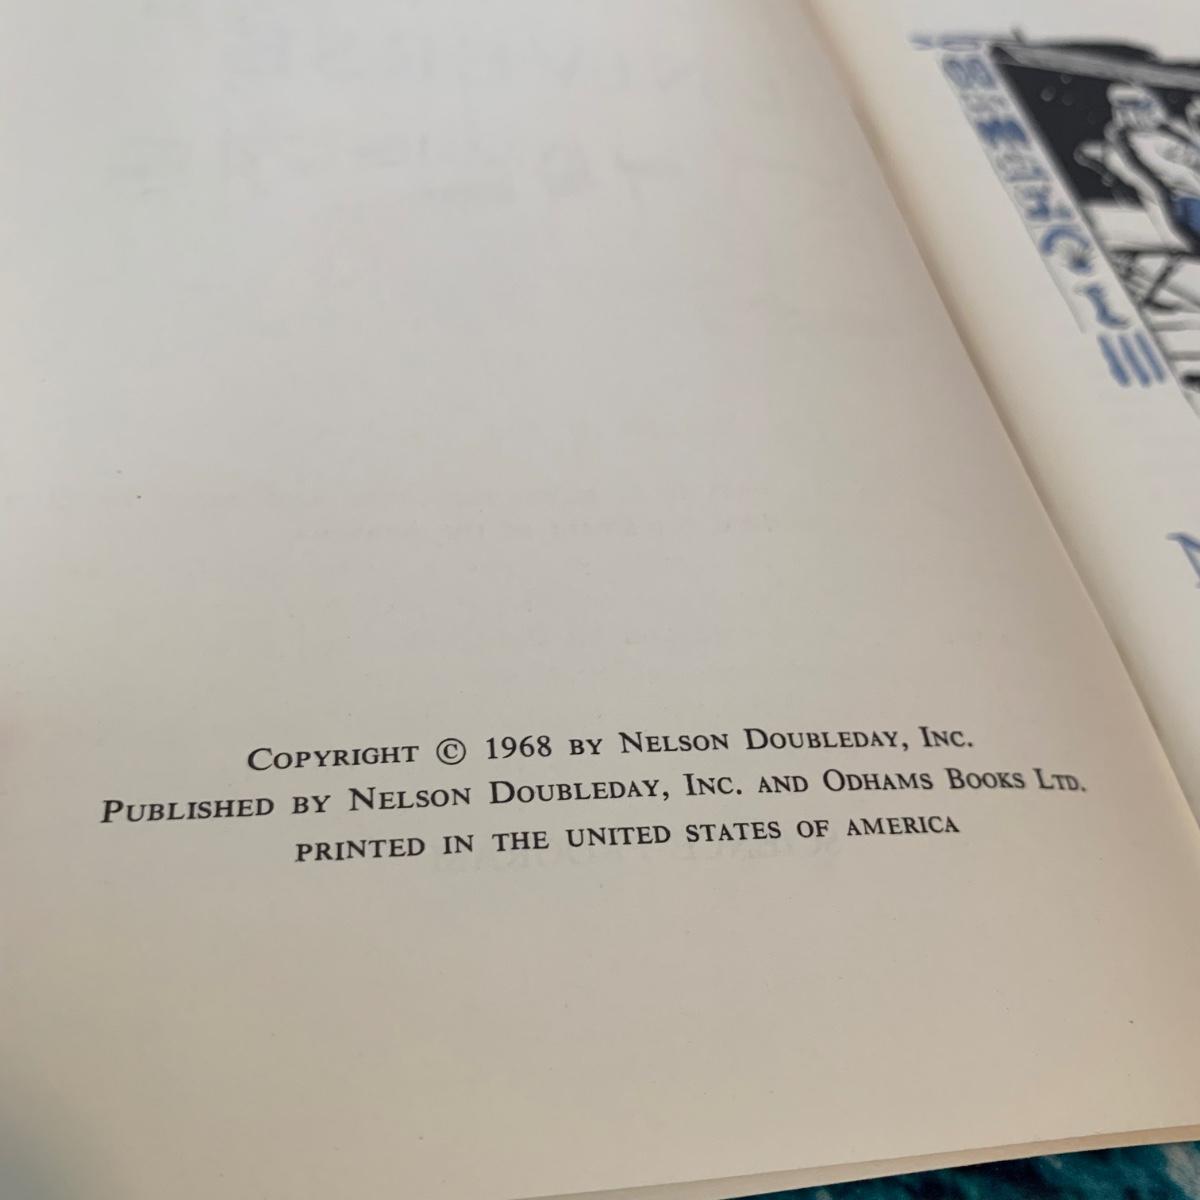 Copyright © 1968 by Nelson Doubleday, Inc.
Published by Nelson Doubleday, Inc. and Odhams Books Ltd.
PRINTED IN THE UNITED STATES OF AMERICA